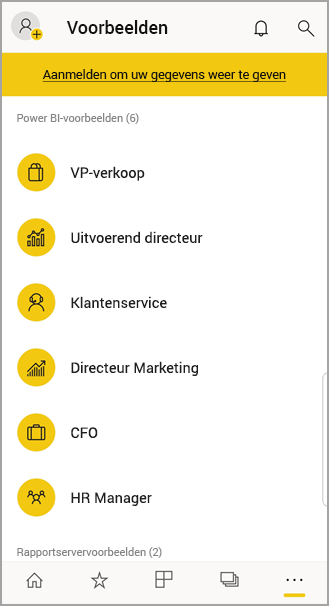 Voorbeelden
Aanmelden om uw gegevens weer te geven
Power BI-voorbeelden (6)
VP-verkoop
Uitvoerend directeur
Klantenservice
Directeur Marketing
CFO
HR Manager
Rapportservervoorbeelden (2)